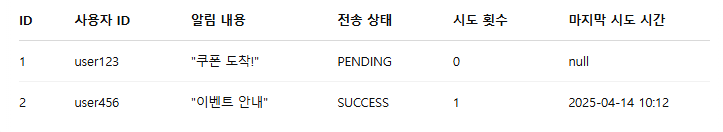 ID 사용자 ID 알림 내용 전송 상태 시도 횟수 마지막 시도 시간
1 user123 "쿠폰 도착!" PENDING 0 null
2 user456 "이벤트 안내" SUCCESS 1 2025-04-14 10:12